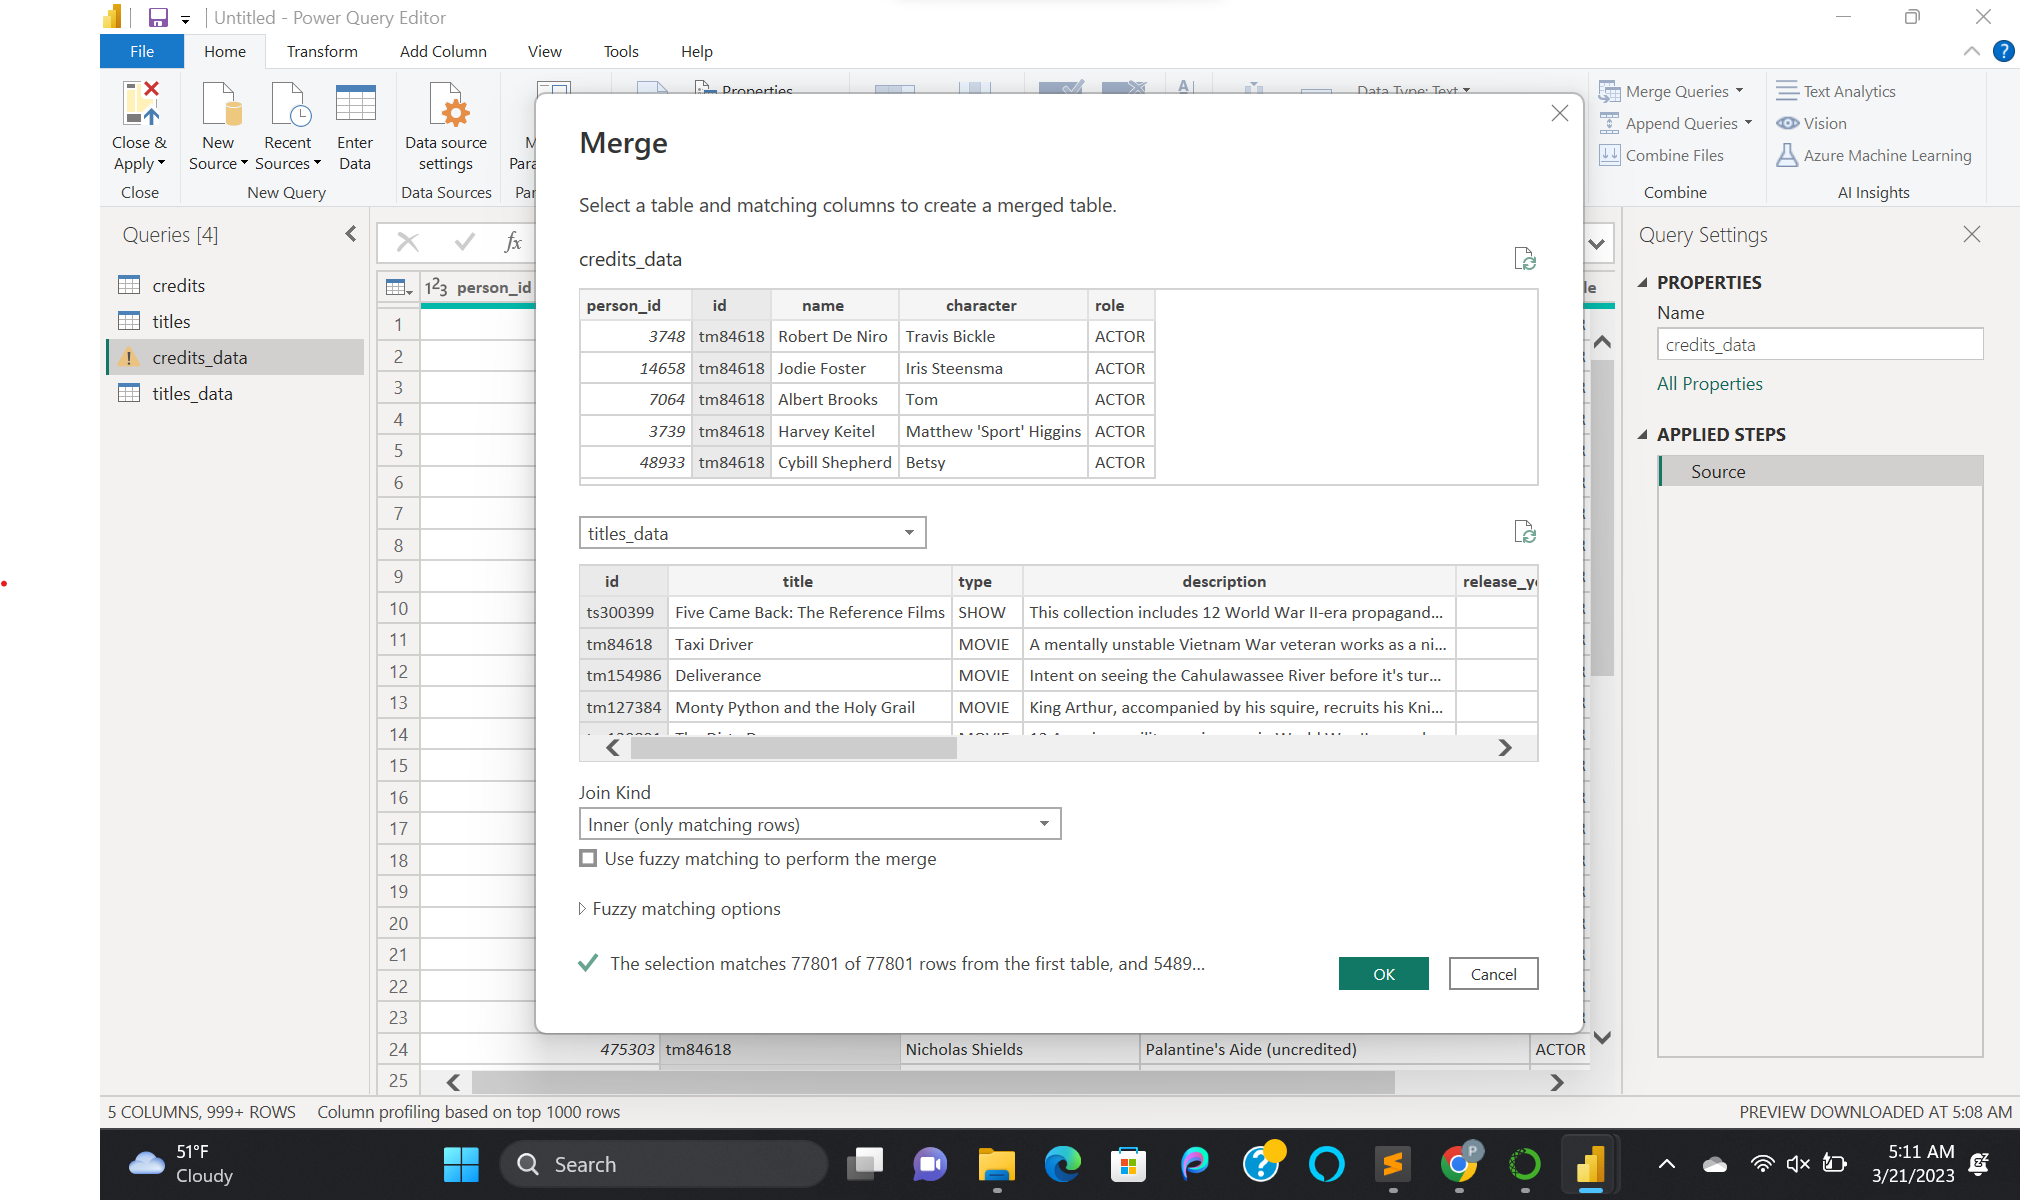 Untitled - Power Query Editor
File Home Transform Add Column View Tools Help
Close & Apply
Close
New Source
Recent Sources
Enter Data
New Query
Data source settings
Data Sources
Properties
Data Type: Text
Merge Queries
Append Queries
Combine Files
Combine
Text Analytics
Vision
Azure Machine Learning
AI Insights
Queries [4]
credits
titles
credits_data
titles_data
fx
123 person_id
1
2
3
4
5
6
7
8
9
10
11
12
13
14
15
16
17
18
19
20
21
22
23
24 475303 tm84618 Nicholas Shields Palantine's Aide (uncredited) ACTOR
25
Merge
Select a table and matching columns to create a merged table.
credits_data
person_id id name character role
3748 tm84618 Robert De Niro Travis Bickle ACTOR
14658 tm84618 Jodie Foster Iris Steensma ACTOR
7064 tm84618 Albert Brooks Tom ACTOR
3739 tm84618 Harvey Keitel Matthew 'Sport' Higgins ACTOR
48933 tm84618 Cybill Shepherd Betsy ACTOR
titles_data
id title type description release_y
ts300399 Five Came Back: The Reference Films SHOW This collection includes 12 World War II-era propagand...
tm84618 Taxi Driver MOVIE A mentally unstable Vietnam War veteran works as a ni...
tm154986 Deliverance MOVIE Intent on seeing the Cahulawassee River before it's tur...
tm127384 Monty Python and the Holy Grail MOVIE King Arthur, accompanied by his squire, recruits his Kni...
Join Kind
Inner (only matching rows)
Use fuzzy matching to perform the merge
Fuzzy matching options
The selection matches 77801 of 77801 rows from the first table, and 5489...
OK Cancel
Query Settings
PROPERTIES
Name
credits_data
All Properties
APPLIED STEPS
Source
5 COLUMNS, 999+ ROWS Column profiling based on top 1000 rows
PREVIEW DOWNLOADED AT 5:08 AM
51°F
Cloudy
Search
5:11 AM
3/21/2023